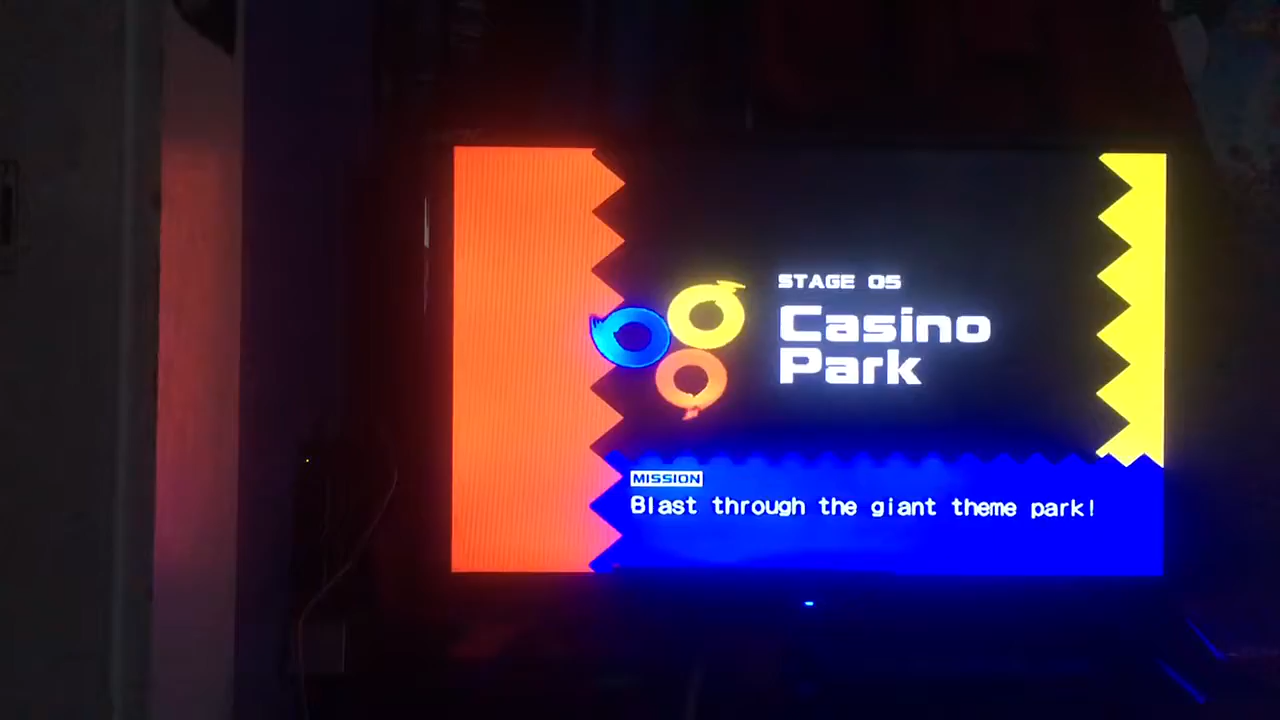 STAGE 05
Casino
Park
MISSION
Blast through the giant theme park!